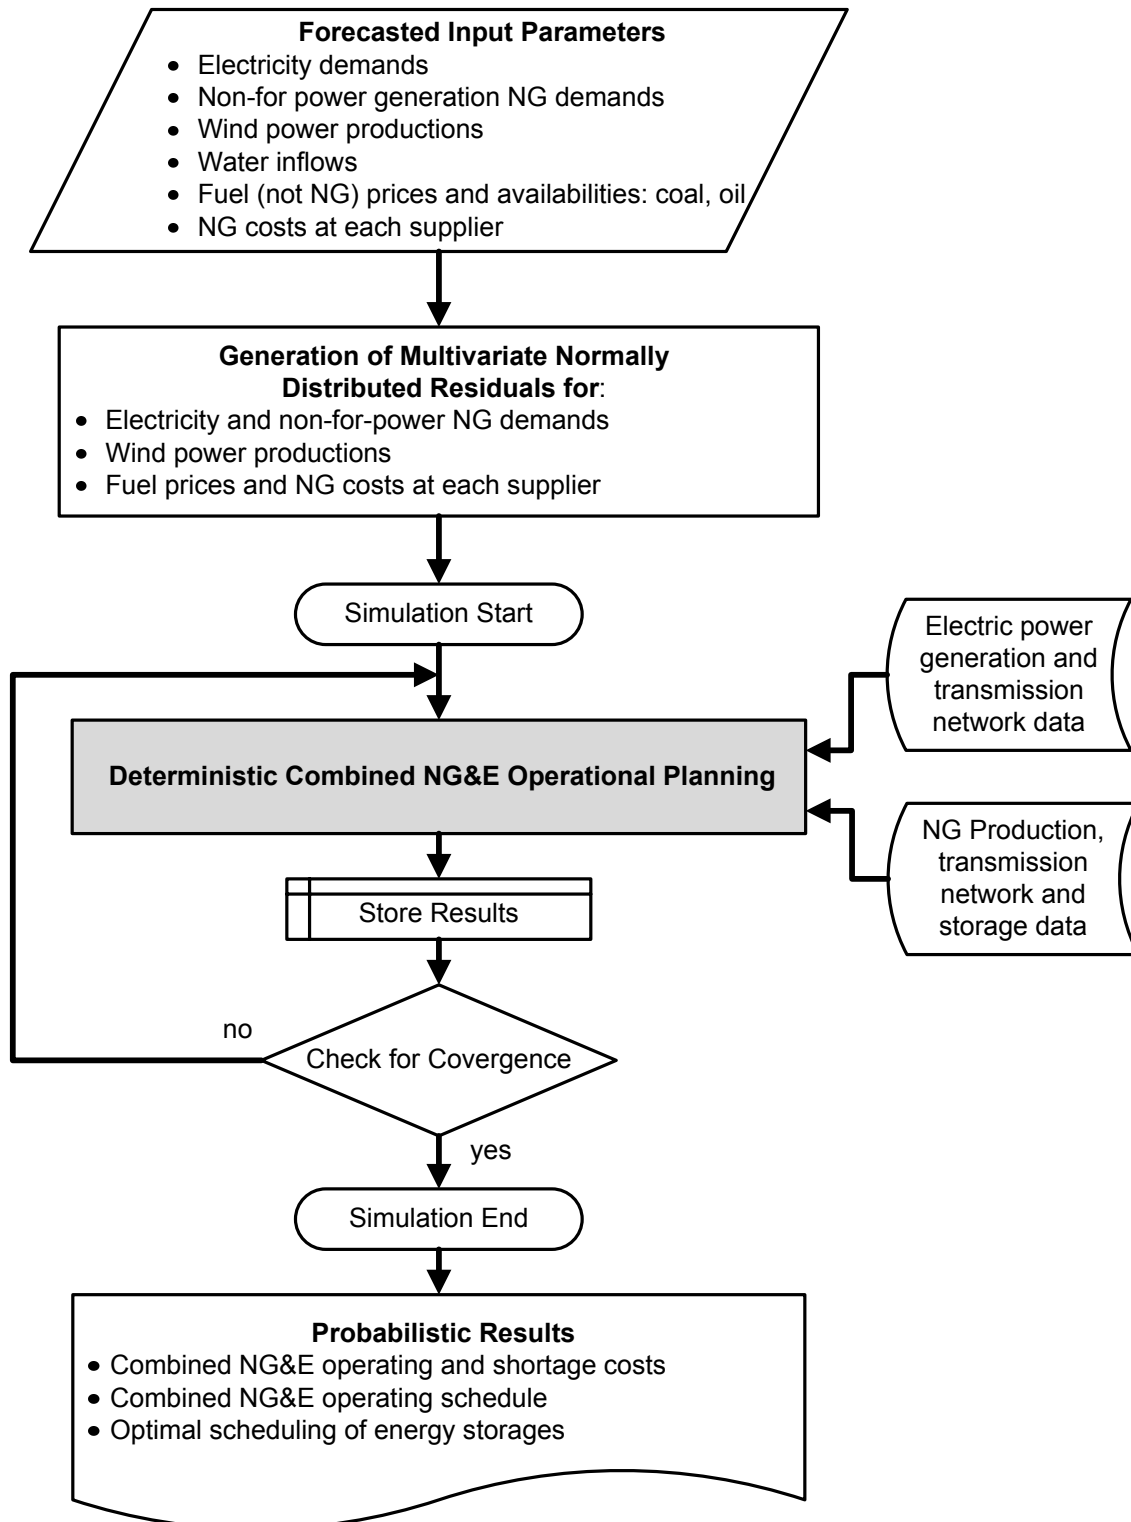 Forecasted Input Parameters
• Electricity demands
• Non-for power generation NG demands
• Wind power productions
• Water inflows
• Fuel (not NG) prices and availabilities: coal, oil
• NG costs at each supplier
Generation of Multivariate Normally
Distributed Residuals for:
• Electricity and non-for-power NG demands
• Wind power productions
• Fuel prices and NG costs at each supplier
Simulation Start
Electric power
generation and
transmission
network data
Deterministic Combined NG&E Operational Planning
NG Production,
transmission
network and
storage data
Store Results
no
Check for Covergence
yes
Simulation End
Probabilistic Results
• Combined NG&E operating and shortage costs
• Combined NG&E operating schedule
• Optimal scheduling of energy storages